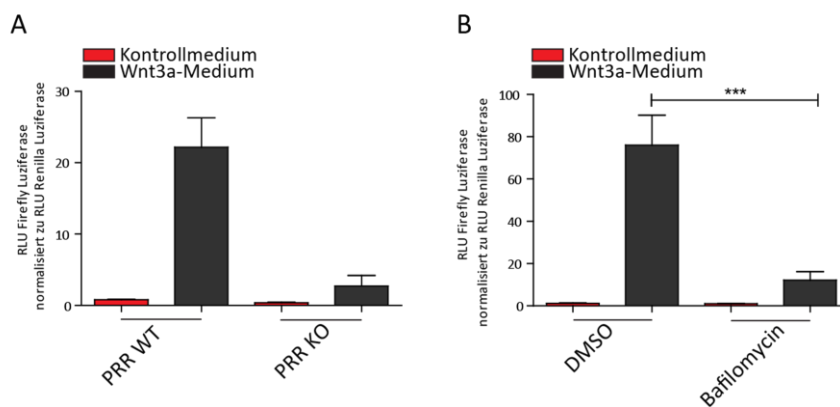 A
Kontrollmedium
Wnt3a-Medium
RLU Firefly Luziferase
normalisiert zu RLU Renilla Luziferase
30
20
10
0
PRR WT
PRR KO
B
Kontrollmedium
Wnt3a-Medium
RLU Firefly Luziferase
normalisiert zu RLU Renilla Luziferase
100
80
60
40
20
0
***
DMSO
Bafilomycin